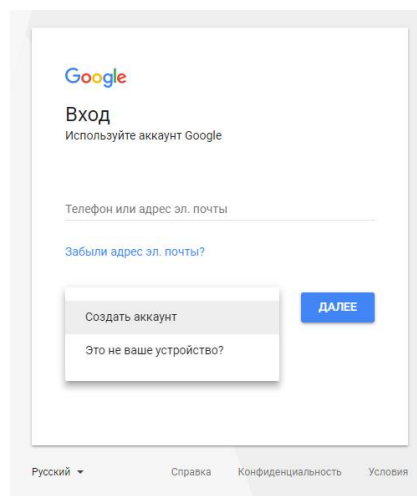 Google
Вход
Используйте аккаунт Google
Телефон или адрес эл. почты
Забыли адрес эл. почты?
Создать аккаунт
ДАЛЕЕ
Это не ваше устройство?
Русский Справка Конфиденциальность Условия